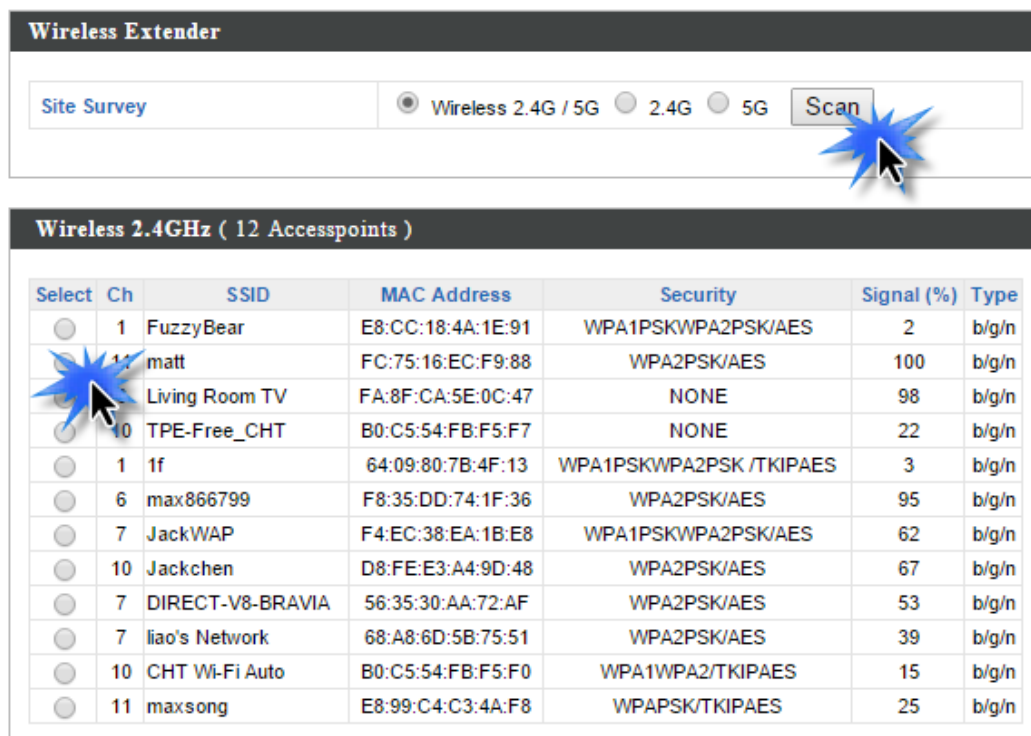 Wireless Extender
Site Survey Wireless 2.4G / 5G 2.4G 5G Scan
Wireless 2.4GHz ( 12 Accesspoints )
Select Ch SSID MAC Address Security Signal (%) Type
1 FuzzyBear E8:CC:18:4A:1E:91 WPA1PSKWPA2PSK/AES 2 b/g/n
11 matt FC:75:16:EC:F9:88 WPA2PSK/AES 100 b/g/n
Living Room TV FA:8F:CA:5E:0C:47 NONE 98 b/g/n
10 TPE-Free_CHT B0:C5:54:FB:F5:F7 NONE 22 b/g/n
1 1f 64:09:80:7B:4F:13 WPA1PSKWPA2PSK /TKIPAES 3 b/g/n
6 max866799 F8:35:DD:74:1F:36 WPA2PSK/AES 95 b/g/n
7 JackWAP F4:EC:38:EA:1B:E8 WPA1PSKWPA2PSK/AES 62 b/g/n
10 Jackchen D8:FE:E3:A4:9D:48 WPA2PSK/AES 67 b/g/n
7 DIRECT-V8-BRAVIA 56:35:30:AA:72:AF WPA2PSK/AES 53 b/g/n
7 liao's Network 68:A8:6D:5B:75:51 WPA2PSK/AES 39 b/g/n
10 CHT Wi-Fi Auto B0:C5:54:FB:F5:F0 WPA1WPA2/TKIPAES 15 b/g/n
11 maxsong E8:99:C4:C3:4A:F8 WPAPSK/TKIPAES 25 b/g/n